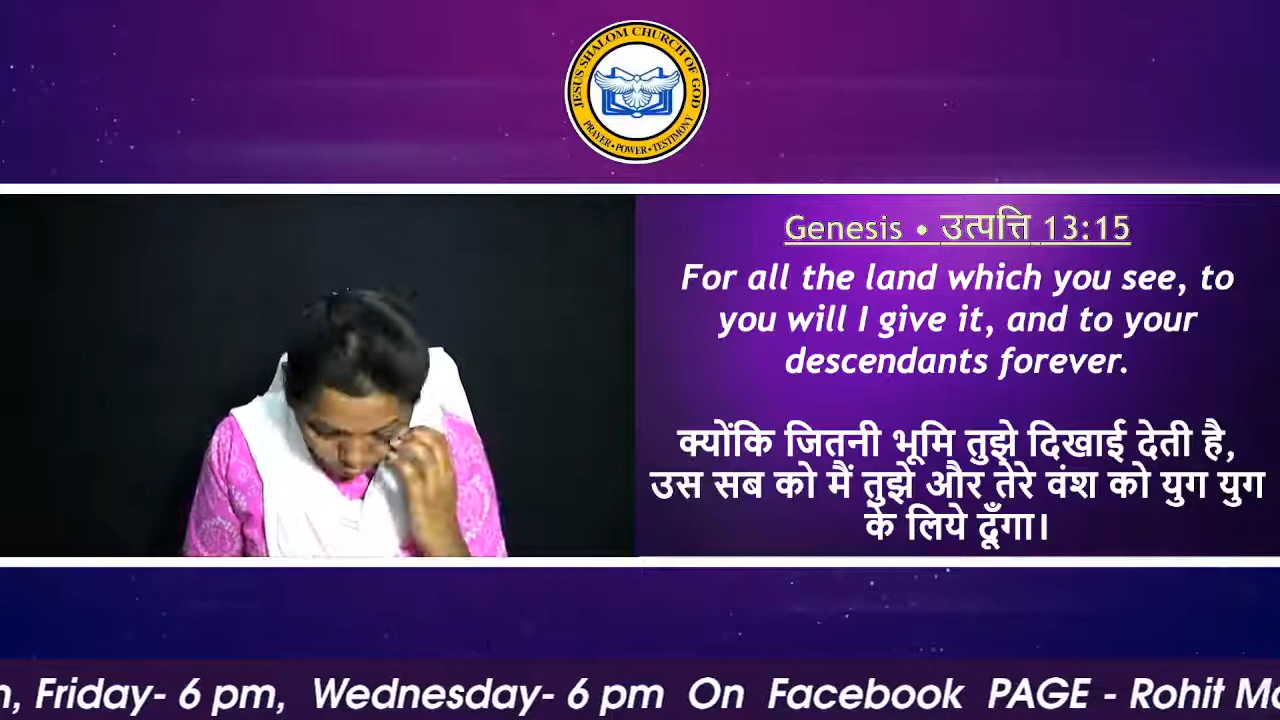 JESUS SHALOM CHURCH OF GOD
PRAYER • POWER • TESTIMONY
Genesis • उत्पत्ति 13:15
For all the land which you see, to
you will I give it, and to your
descendants forever.
क्योंकि जितनी भूमि तुझे दिखाई देती है,
उस सब को मैं तुझे और तेरे वंश को युग युग
के लिये दूँगा।
Friday- 6 pm, Wednesday- 6 pm On Facebook PAGE - Rohit